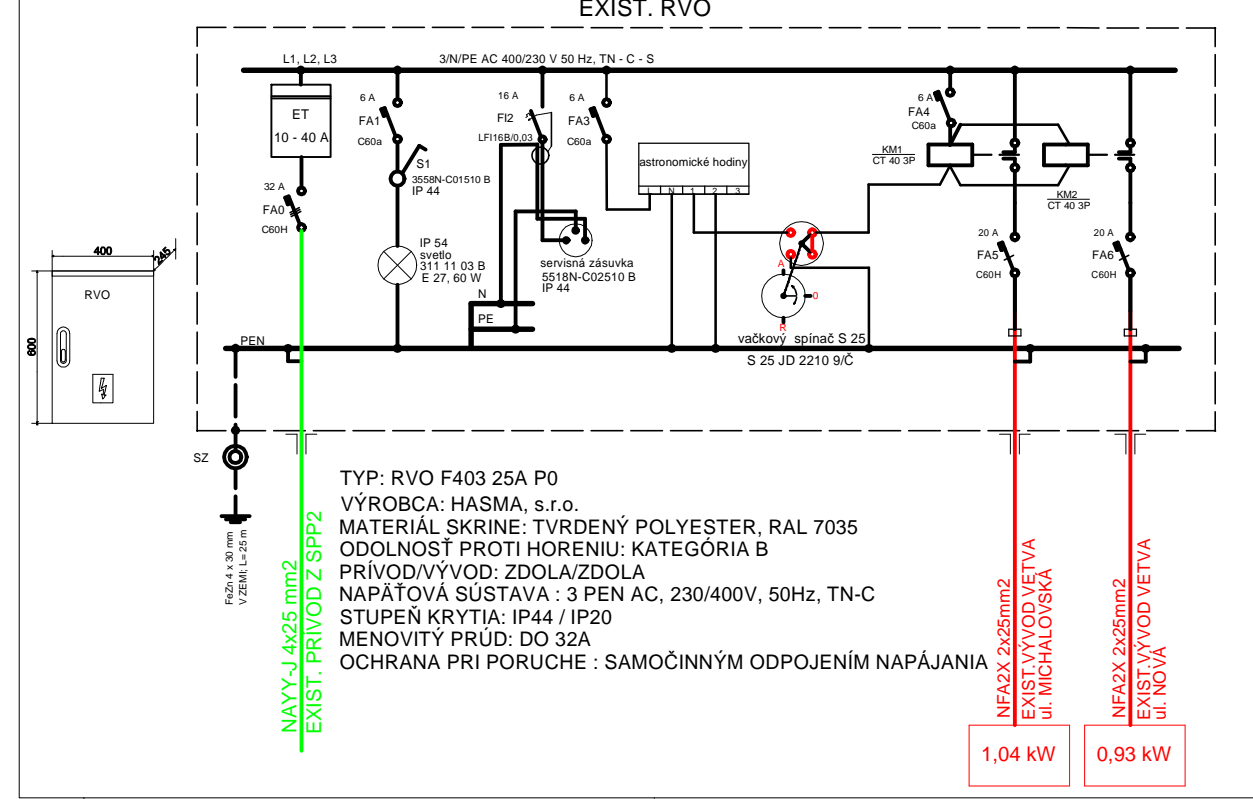 EXIST. RVO
L1, L2, L3
3/N/PE AC 400/230 V 50 Hz, TN - C - S
ET
10 - 40 A
32 A
FA0
C60H
6 A
FA1
C60a
S1
3558N-C01510 B
IP 44
IP 54
svetlo
311 11 03 B
E 27, 60 W
16 A
FI2
LFI16B/0,03
servisná zásuvka
5518N-C02510 B
IP 44
N
PE
PEN
6 A
FA3
C60a
astronomické hodiny
L N 1 2 3
A
0
R
vačkový spínač S 25
S 25 JD 2210 9/Č
6 A
FA4
C60a
KM1
CT 40 3P
KM2
CT 40 3P
20 A
FA5
C60H
20 A
FA6
C60H
400
245
600
RVO
SZ
FeZn 4 x 30 mm
V ZEMI; L= 25 m
NAYY-J 4x25 mm2
EXIST. PRÍVOD Z SPP2
TYP: RVO F403 25A P0
VÝROBCA: HASMA, s.r.o.
MATERIÁL SKRINE: TVRDENÝ POLYESTER, RAL 7035
ODOLNOSŤ PROTI HORENIU: KATEGÓRIA B
PRÍVOD/VÝVOD: ZDOLA/ZDOLA
NAPÄŤOVÁ SÚSTAVA : 3 PEN AC, 230/400V, 50Hz, TN-C
STUPEŇ KRYTIA: IP44 / IP20
MENOVITÝ PRÚD: DO 32A
OCHRANA PRI PORUCHE : SAMOČINNÝM ODPOJENÍM NAPÁJANIA
NFA2X 2x25mm2
EXIST.VÝVOD VETVA
ul. MICHALOVSKÁ
1,04 kW
NFA2X 2x25mm2
EXIST.VÝVOD VETVA
ul. NOVÁ
0,93 kW